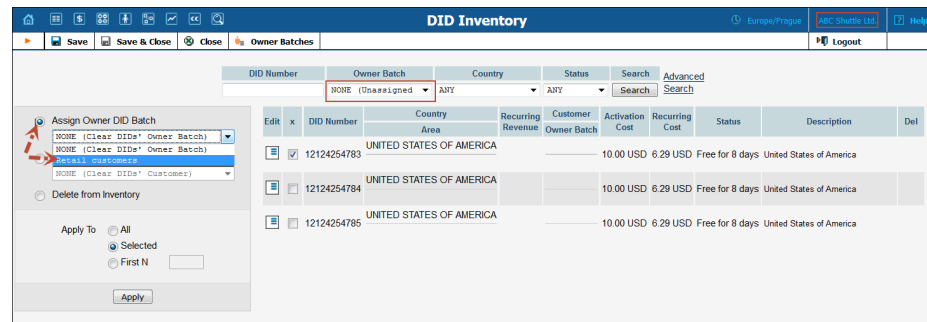 DID Inventory
Europe/Prague
ABC Shuttle Ltd.
? Help
Save
Save & Close
Close
Owner Batches
Logout
DID Number
Owner Batch
Country
Status
Search
Advanced Search
NONE (Unassigned
ANY
ANY
Search
Assign Owner DID Batch
NONE (Clear DIDs' Owner Batch)
NONE (Clear DIDs' Owner Batch)
Retail customers
NONE (Clear DIDs' Customer)
Delete from Inventory
Apply To
All
Selected
First N
Apply
Edit
x
DID Number
Country
Area
Recurring Revenue
Customer
Owner Batch
Activation Cost
Recurring Cost
Status
Description
Del
12124254783
UNITED STATES OF AMERICA
10.00 USD
6.29 USD
Free for 8 days
United States of America
12124254784
UNITED STATES OF AMERICA
10.00 USD
6.29 USD
Free for 8 days
United States of America
12124254785
UNITED STATES OF AMERICA
10.00 USD
6.29 USD
Free for 8 days
United States of America